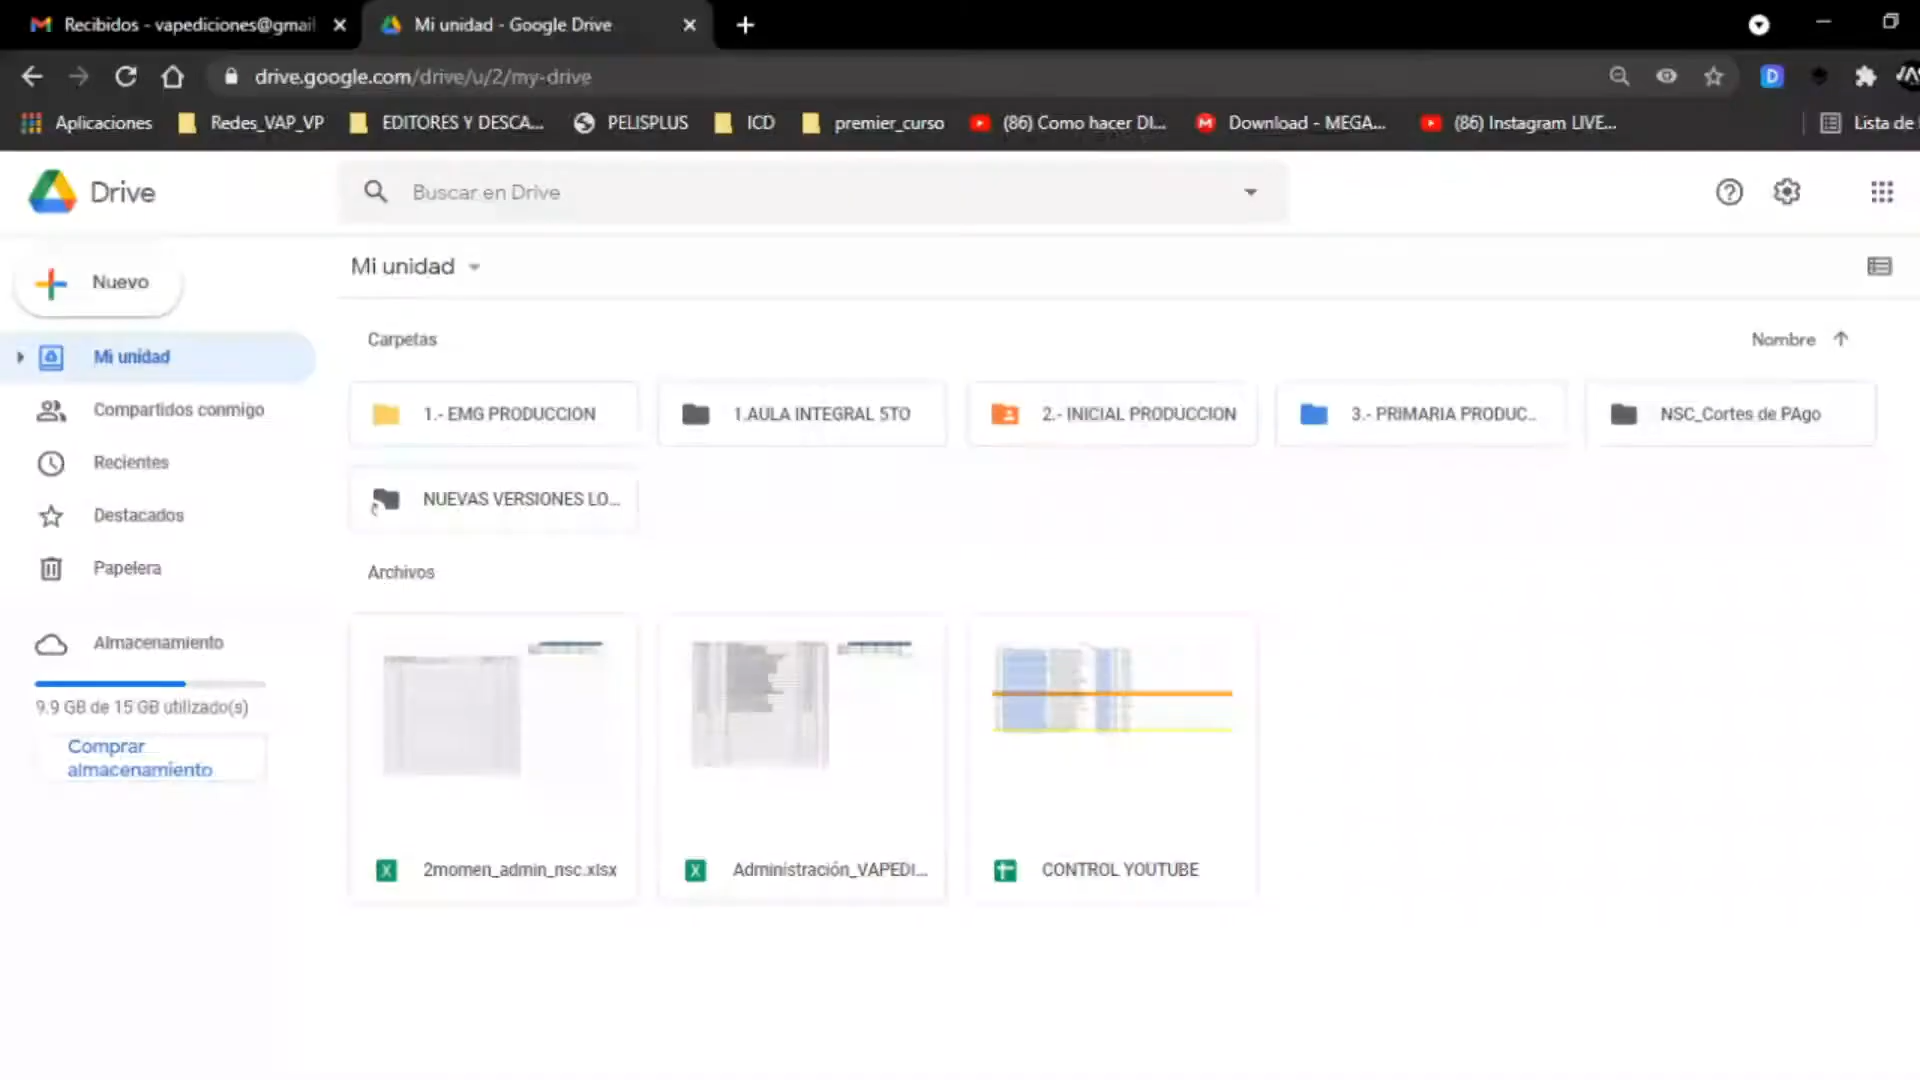 Recibidos - vapediciones@gmail
Mi unidad - Google Drive
drive.google.com/drive/u/2/my-drive
Aplicaciones
Redes_VAP_VP
EDITORES Y DESCA...
PELISPLUS
ICD
premier_curso
(86) Como hacer DI...
Download - MEGA...
(86) Instagram LIVE...
Lista de
Drive
Buscar en Drive
Nuevo
Mi unidad
Mi unidad
Compartidos conmigo
Recientes
Destacados
Papelera
Almacenamiento
9.9 GB de 15 GB utilizado(s)
Comprar
almacenamiento
Carpetas
Nombre
1.- EMG PRODUCCION
1.AULA INTEGRAL 5TO
2.- INICIAL PRODUCCION
3.- PRIMARIA PRODUC...
NSC_Cortes de PAgo
NUEVAS VERSIONES LO...
Archivos
2momen_admin_nsc.xlsx
Administración_VAPEDI...
CONTROL YOUTUBE